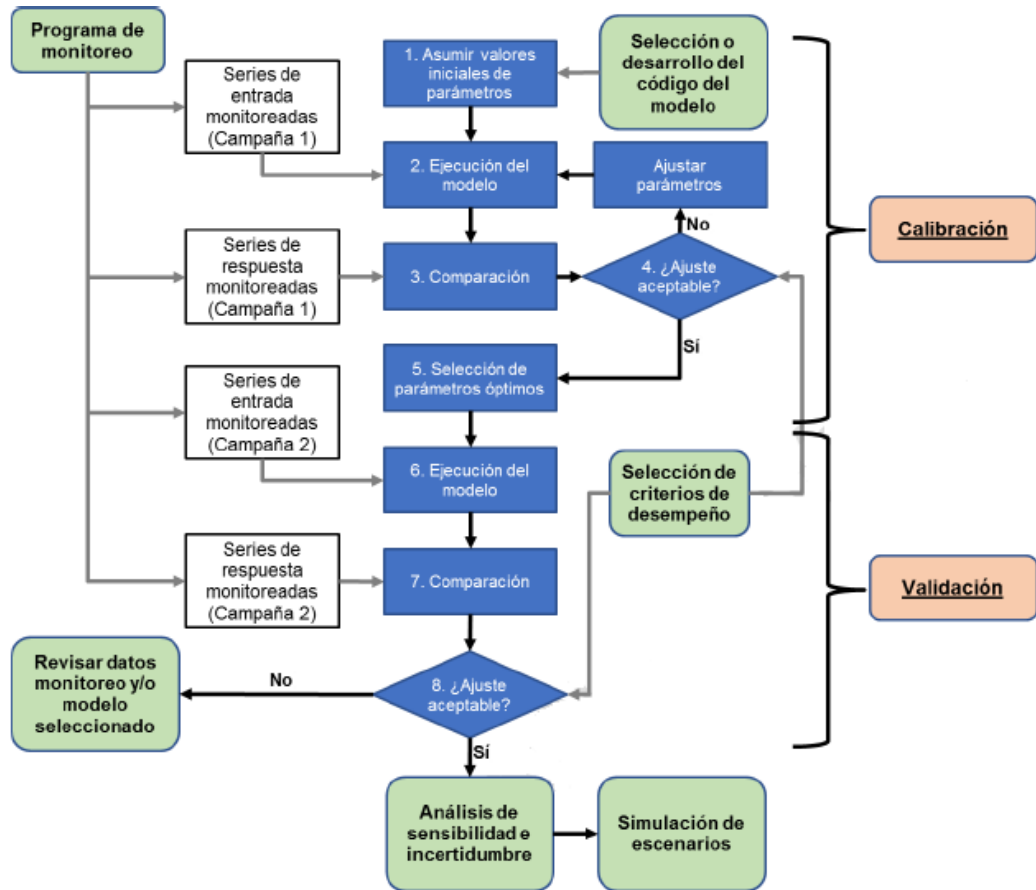 Programa de
monitoreo
Series de
entrada
monitoreadas
(Campaña 1)
1. Asumir valores
iniciales de
parámetros
Selección o
desarrollo del
código del
modelo
2. Ejecución del
modelo
Ajustar
parámetros
No
Calibración
Series de
respuesta
monitoreadas
(Campaña 1)
3. Comparación
4. ¿Ajuste
aceptable?
Sí
5. Selección de
parámetros óptimos
Series de
entrada
monitoreadas
(Campaña 2)
6. Ejecución del
modelo
Selección de
criterios de
desempeño
Series de
respuesta
monitoreadas
(Campaña 2)
7. Comparación
Validación
Revisar datos
monitoreo y/o
modelo
seleccionado
No
8. ¿Ajuste
aceptable?
Sí
Análisis de
sensibilidad e
incertidumbre
Simulación de
escenarios